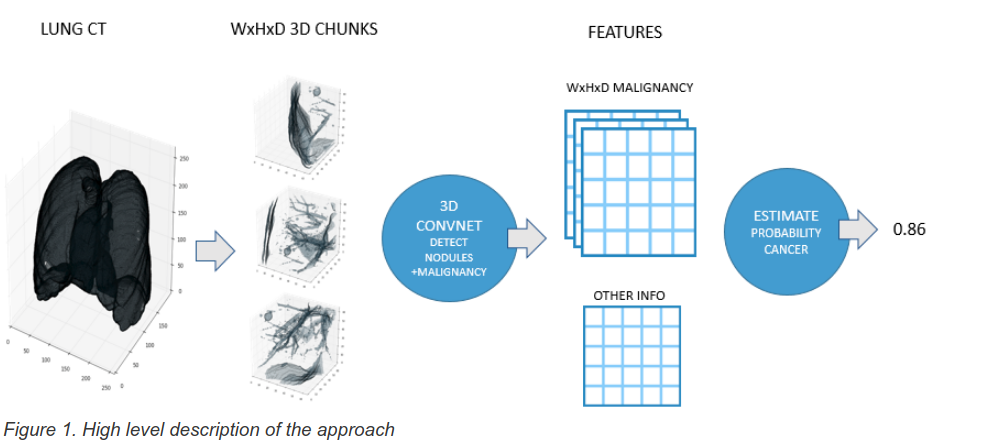 LUNG CT
WxHxD 3D CHUNKS
FEATURES
WxHxD MALIGNANCY
250
200
150
100
50
0
0
50
100
150
200
250
0
50
100
150
3D
CONVNET
DETECT
NODULES
+MALIGNANCY
ESTIMATE
PROBABILITY
CANCER
0.86
OTHER INFO
Figure 1. High level description of the approach